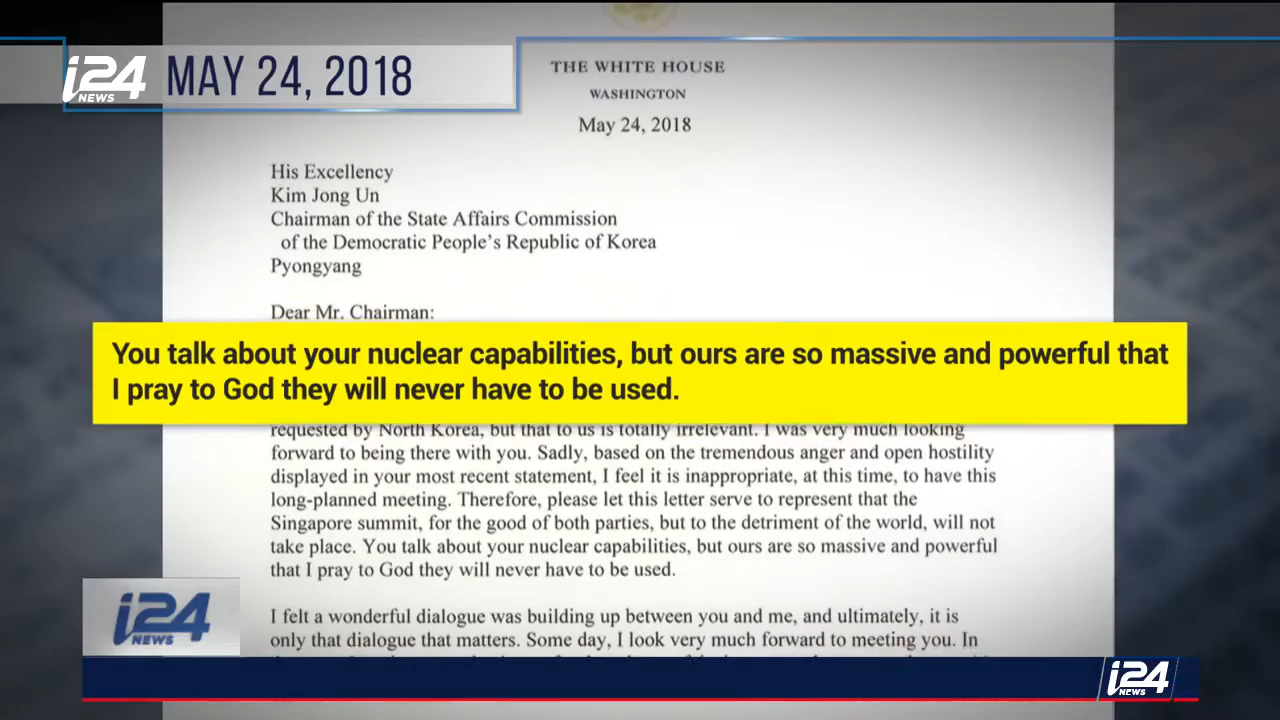 i24
NEWS
MAY 24, 2018
THE WHITE HOUSE
WASHINGTON
May 24, 2018
His Excellency
Kim Jong Un
Chairman of the State Affairs Commission
of the Democratic People's Republic of Korea
Pyongyang
Dear Mr. Chairman:
You talk about your nuclear capabilities, but ours are so massive and powerful that
I pray to God they will never have to be used.
requested by North Korea, but that to us is totally irrelevant. I was very much looking
forward to being there with you. Sadly, based on the tremendous anger and open hostility
displayed in your most recent statement, I feel it is inappropriate, at this time, to have this
long-planned meeting. Therefore, please let this letter serve to represent that the
Singapore summit, for the good of both parties, but to the detriment of the world, will not
take place. You talk about your nuclear capabilities, but ours are so massive and powerful
that I pray to God they will never have to be used.
I felt a wonderful dialogue was building up between you and me, and ultimately, it is
only that dialogue that matters. Some day, I look very much forward to meeting you. In
i24
NEWS
i24
NEWS